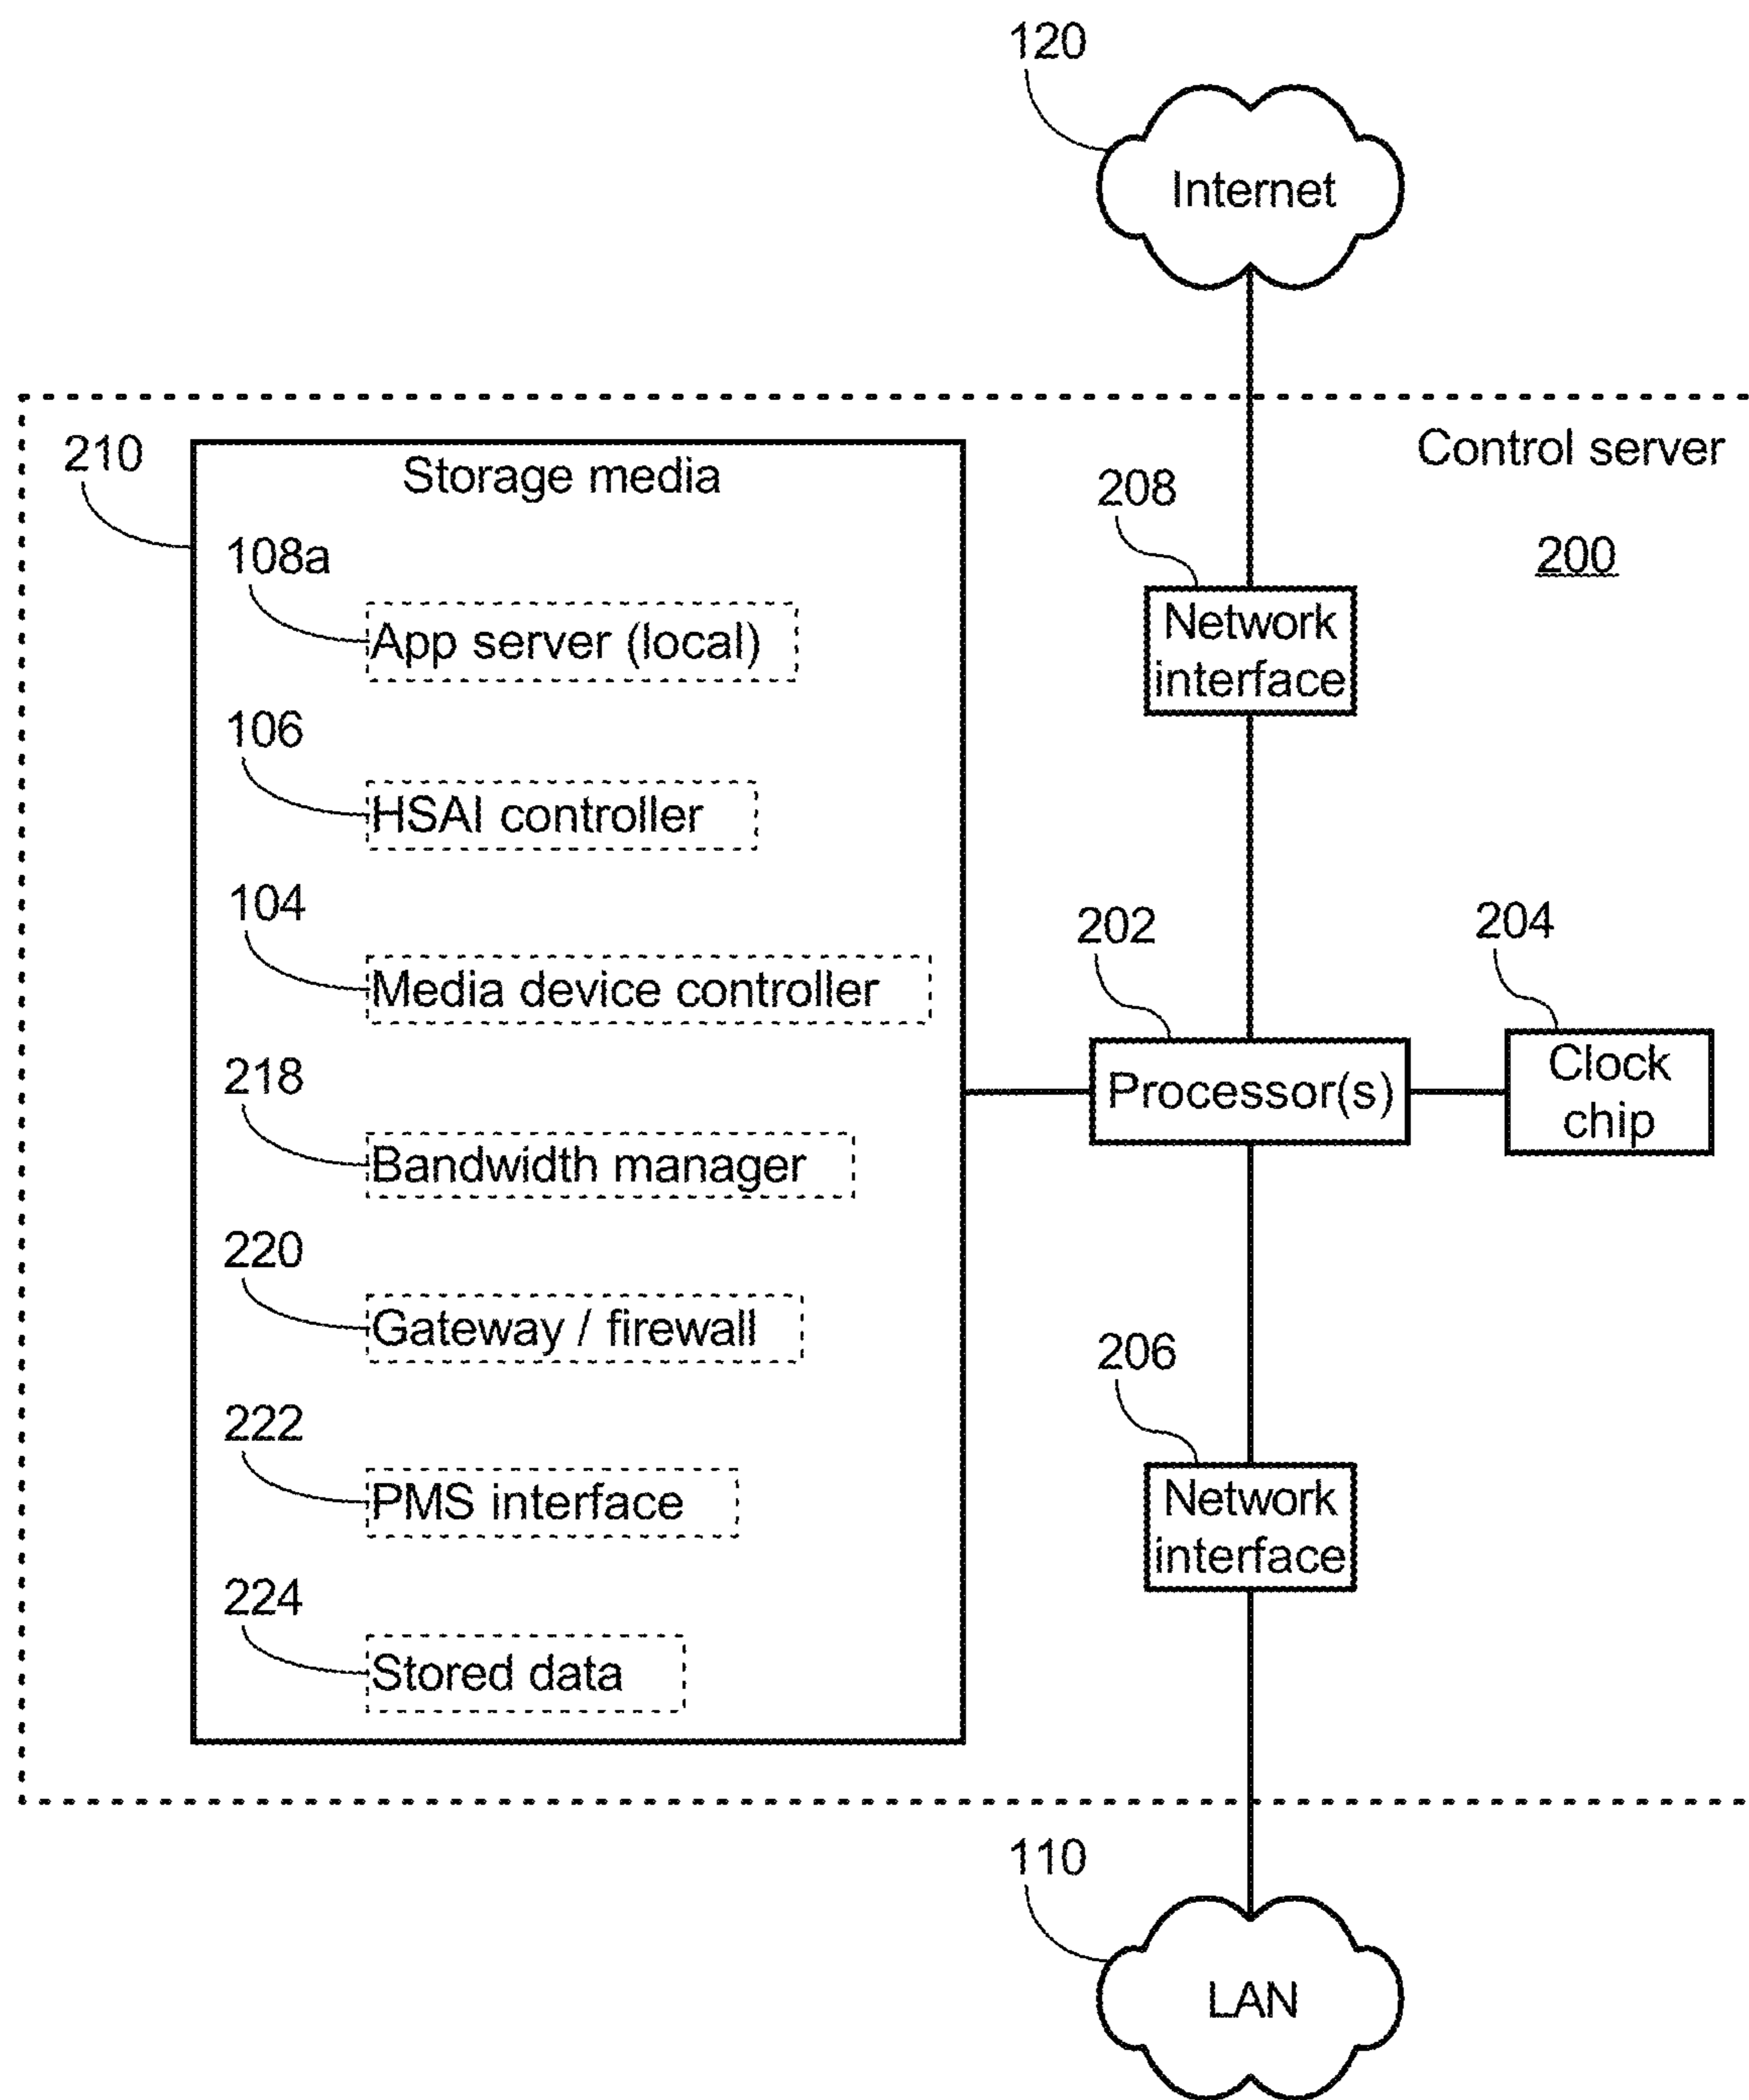 120
Internet
210
Storage media
Control server
200
208
Network
interface
108a
App server (local)
106
HSAI controller
104
Media device controller
202
Processor(s)
204
Clock
chip
218
Bandwidth manager
220
Gateway / firewall
206
Network
interface
222
PMS interface
224
Stored data
110
LAN